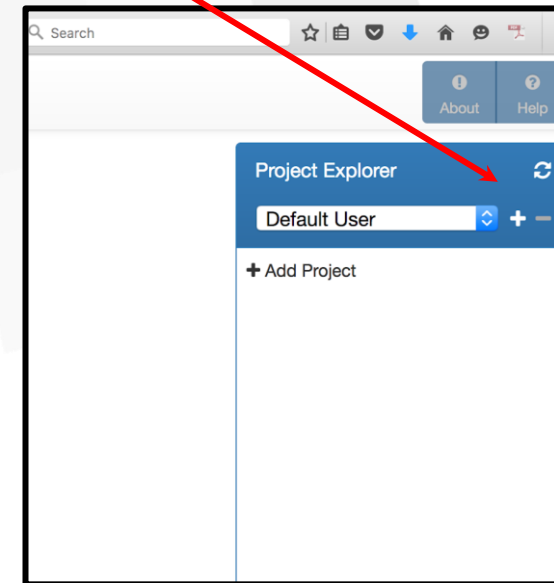 Search
About Help
Project Explorer
Default User
Add Project